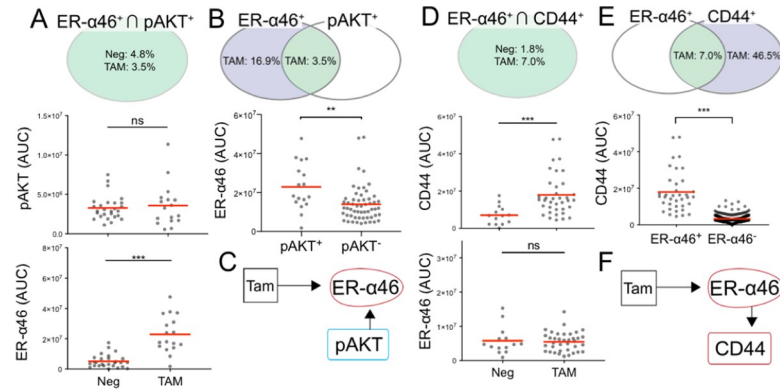 A
ER-α46⁺ ∩ pAKT⁺
Neg: 4.8%
TAM: 3.5%
ns
1.5×10⁷
1.0×10⁷
5.0×10⁶
0.0
pAKT (AUC)
***
8×10⁷
6×10⁷
4×10⁷
2×10⁷
0
ER-α46 (AUC)
Neg TAM
B
ER-α46⁺ pAKT⁺
TAM: 16.9% TAM: 3.5%
**
6×10⁷
4×10⁷
2×10⁷
0
ER-α46 (AUC)
pAKT⁺ pAKT⁻
C
Tam
ER-α46
pAKT
D
ER-α46⁺ ∩ CD44⁺
Neg: 1.8%
TAM: 7.0%
***
6×10⁷
4×10⁷
2×10⁷
0
CD44 (AUC)
ns
3×10⁷
2×10⁷
1×10⁷
0
ER-α46 (AUC)
Neg TAM
E
ER-α46⁺ CD44⁺
TAM: 7.0% TAM: 46.5%
***
6×10⁷
4×10⁷
2×10⁷
0
CD44 (AUC)
ER-α46⁺ ER-α46⁻
F
Tam
ER-α46
CD44